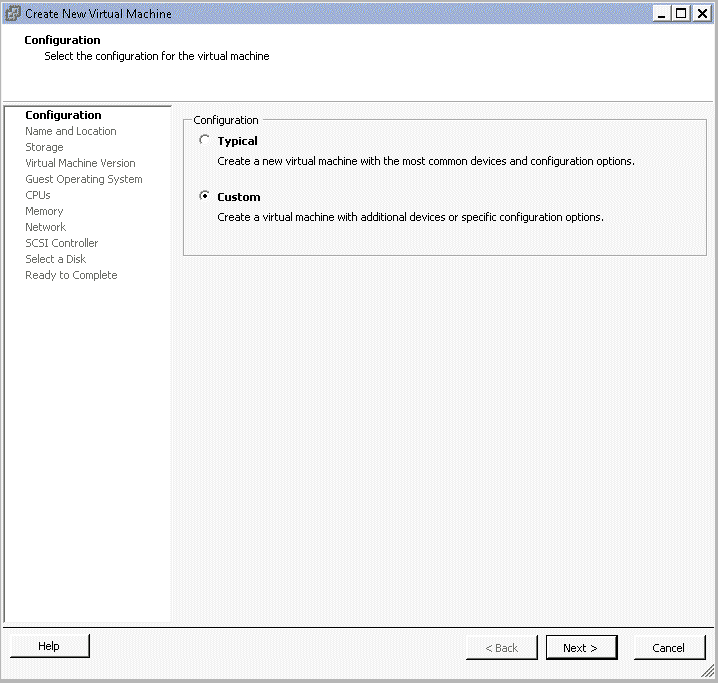 Create New Virtual Machine
Configuration
Select the configuration for the virtual machine
Configuration
Name and Location
Storage
Virtual Machine Version
Guest Operating System
CPUs
Memory
Network
SCSI Controller
Select a Disk
Ready to Complete
Configuration
Typical
Create a new virtual machine with the most common devices and configuration options.
Custom
Create a virtual machine with additional devices or specific configuration options.
Help
< Back
Next >
Cancel